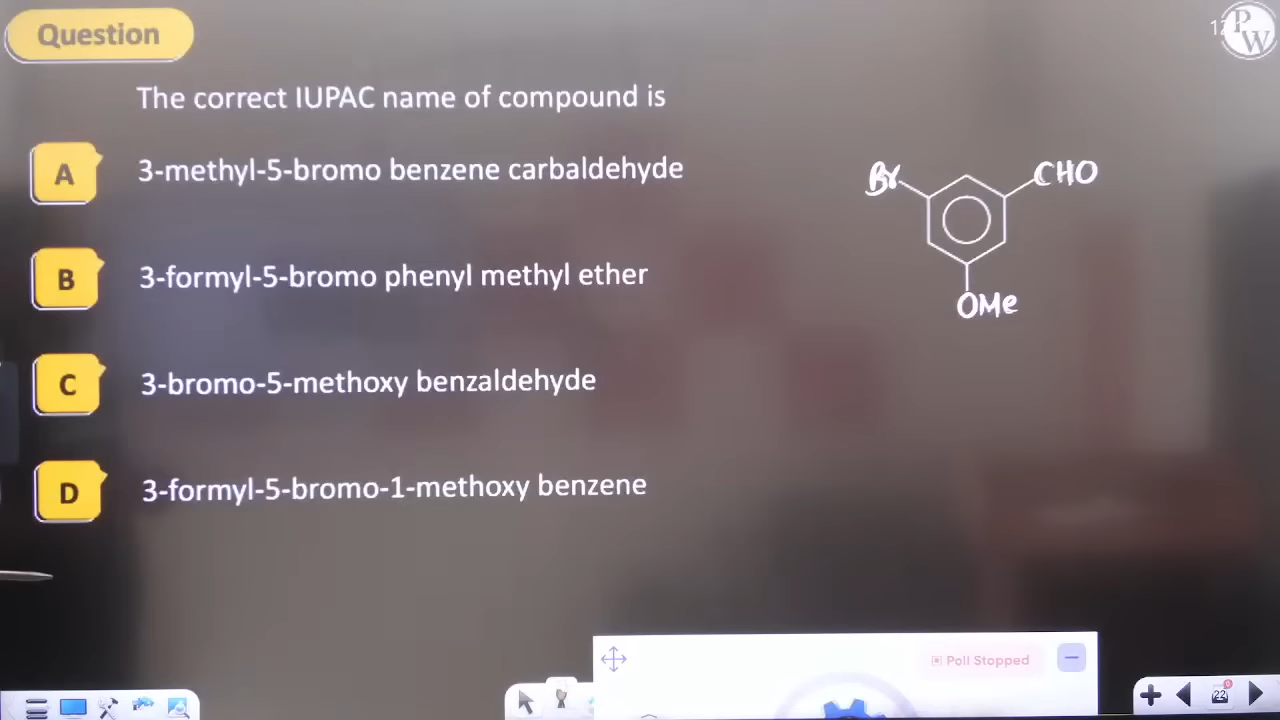 Question
The correct IUPAC name of compound is
A 3-methyl-5-bromo benzene carbaldehyde
B 3-formyl-5-bromo phenyl methyl ether
C 3-bromo-5-methoxy benzaldehyde
D 3-formyl-5-bromo-1-methoxy benzene
Br
CHO
OMe
PW
Poll Stopped
22